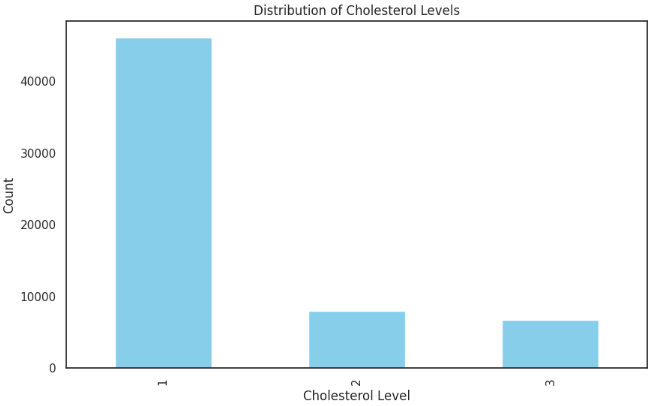 Distribution of Cholesterol Levels
Count
40000
30000
20000
10000
0
1
2
3
Cholesterol Level